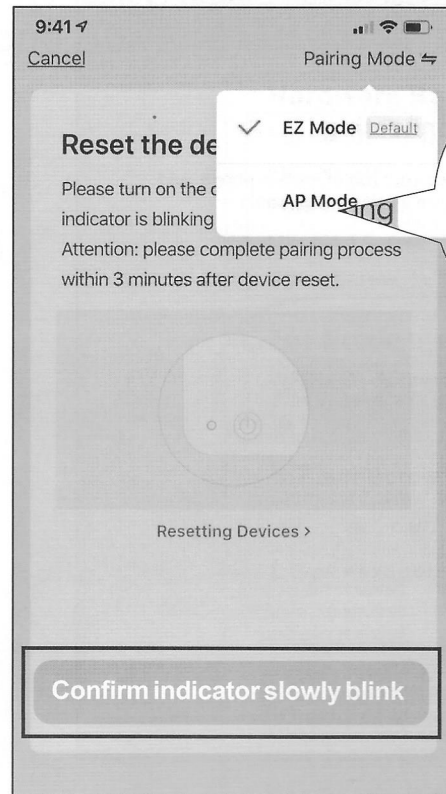 9:41
Cancel
Pairing Mode
EZ Mode Default
AP Mode
Reset the de
Please turn on the
indicator is blinking
ng
Attention: please complete pairing process
within 3 minutes after device reset.
Resetting Devices >
Confirm indicator slowly blink